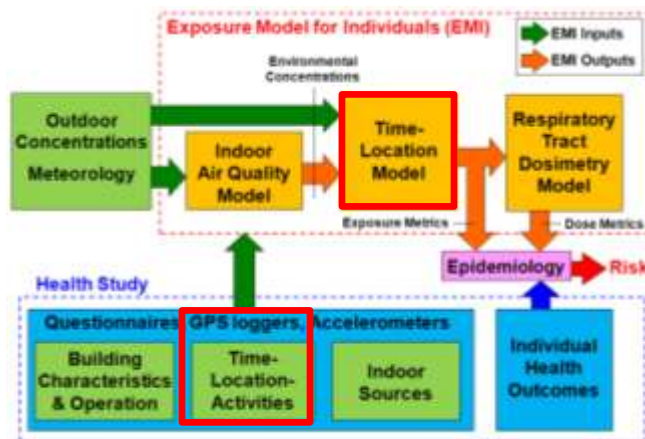 Exposure Model for Individuals (EMI)
EMI Inputs
EMI Outputs
Environmental
Concentrations
Outdoor
Concentrations
Meteorology
Indoor
Air Quality
Model
Time-
Location
Model
Respiratory
Tract
Dosimetry
Model
Exposure Metrics
Dose Metrics
Epidemiology
Risk
Health Study
Questionnaires, GPS loggers, Accelerometers
Building
Characteristics
& Operation
Time-
Location-
Activities
Indoor
Sources
Individual
Health
Outcomes